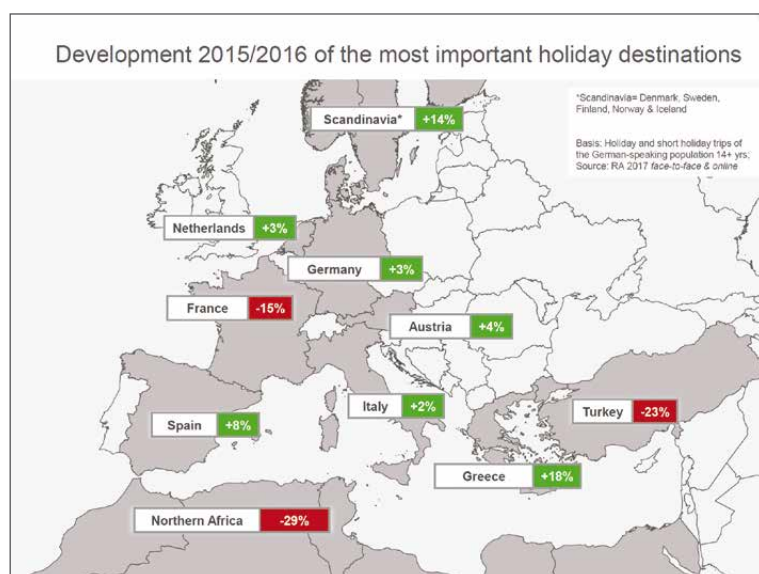 Development 2015/2016 of the most important holiday destinations
*Scandinavia= Denmark, Sweden,
Finland, Norway & Iceland
Basis: Holiday and short holiday trips of
the German-speaking population 14+ yrs;
Source: RA 2017 face-to-face & online
Scandinavia* +14%
Netherlands +3%
Germany +3%
France -15%
Austria +4%
Italy +2%
Turkey -23%
Spain +8%
Greece +18%
Northern Africa -29%